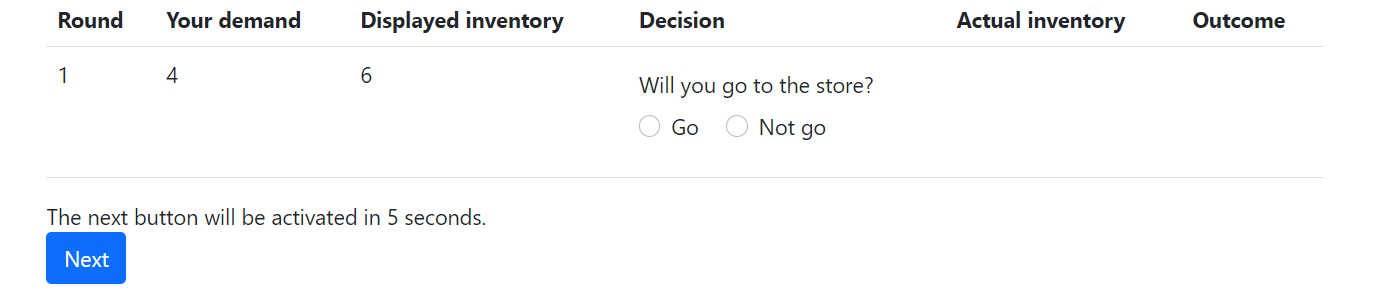 Round Your demand Displayed inventory Decision Actual inventory Outcome
1 4 6 Will you go to the store?
Go Not go
The next button will be activated in 5 seconds.
Next